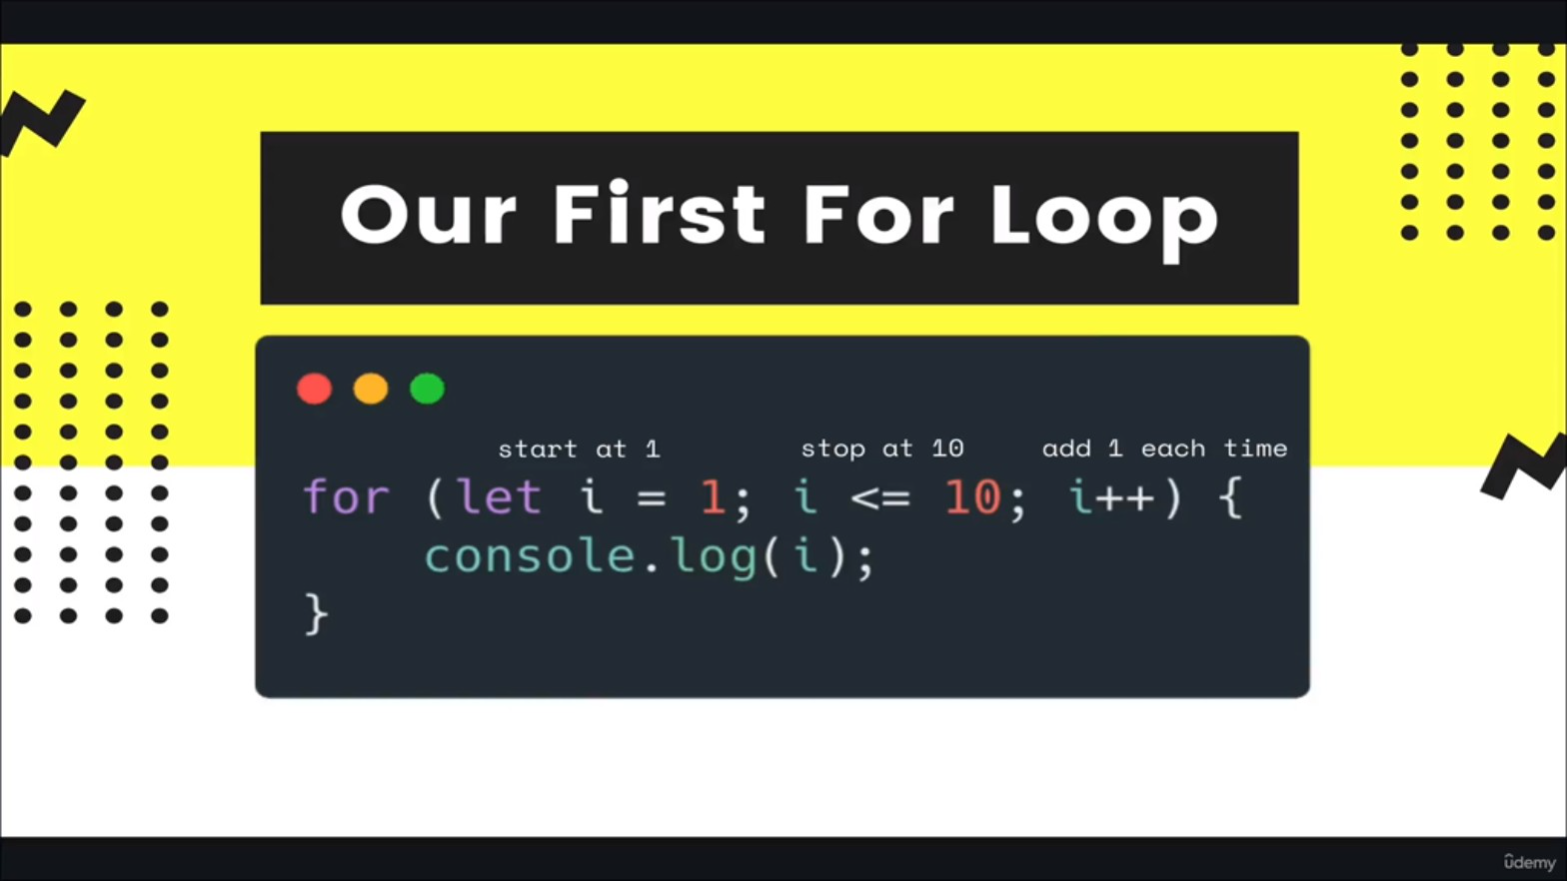 Our First For Loop
start at 1 stop at 10 add 1 each time
for (let i = 1; i <= 10; i++) {
    console.log(i);
}
ûdemy